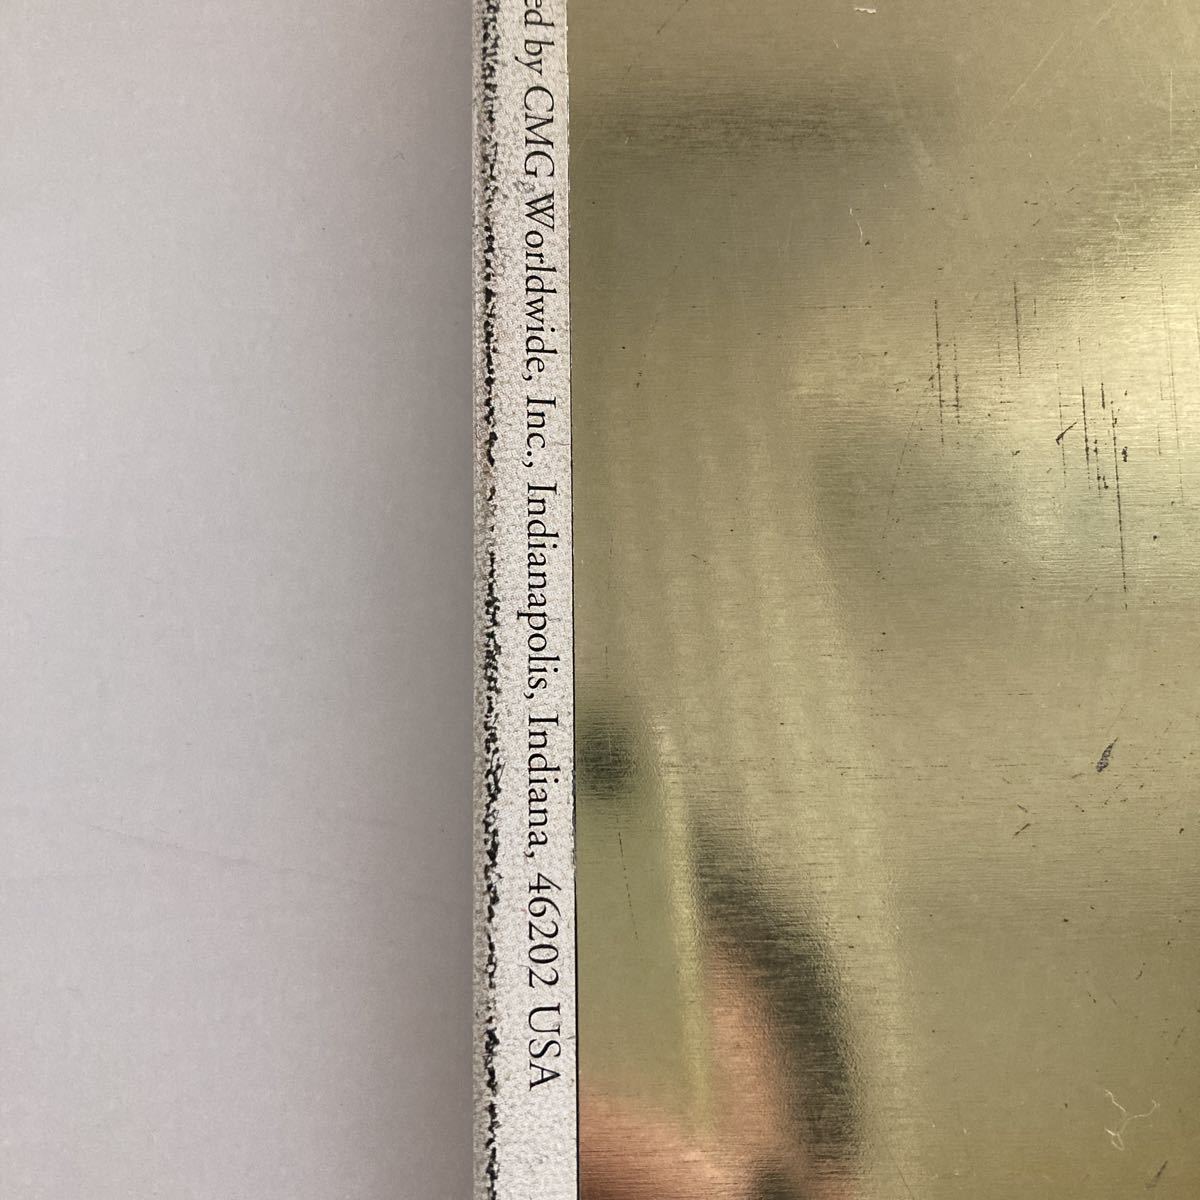 ed by CMG Worldwide, Inc., Indianapolis, Indiana, 46202 USA